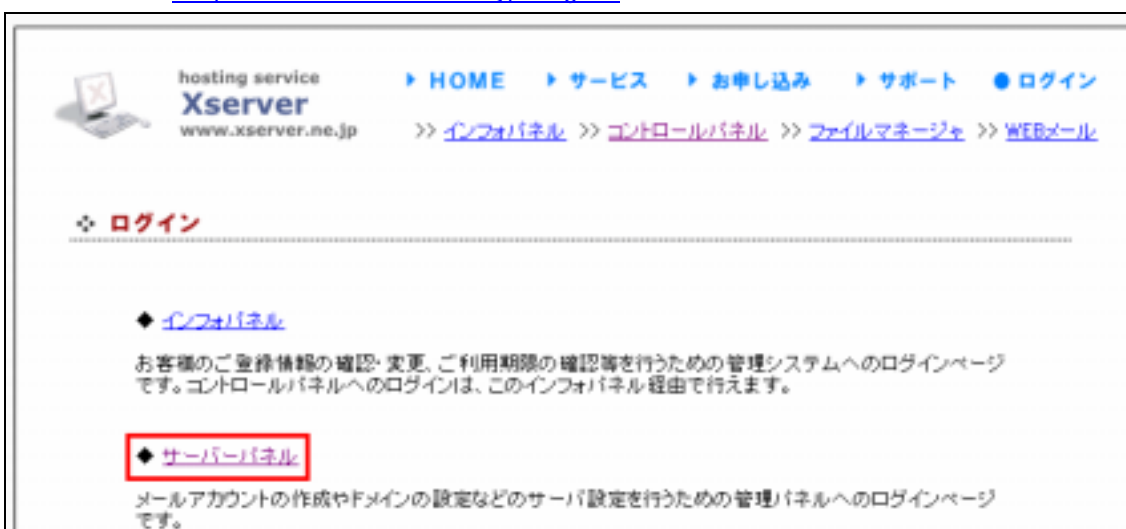 hosting service
Xserver
www.xserver.ne.jp
HOME サービス お申し込み サポート ● ログイン
>> インフォパネル >> コントロールパネル >> ファイルマネージャ >> WEBメール
ログイン
◆ インフォパネル
お客様のご登録情報の確認・変更、ご利用期限の確認等を行うための管理システムへのログインページ
です。コントロールパネルへのログインは、このインフォパネル経由で行えます。
◆ サーバーパネル
メールアカウントの作成やドメインの設定などのサーバ設定を行うための管理パネルへのログインページ
です。